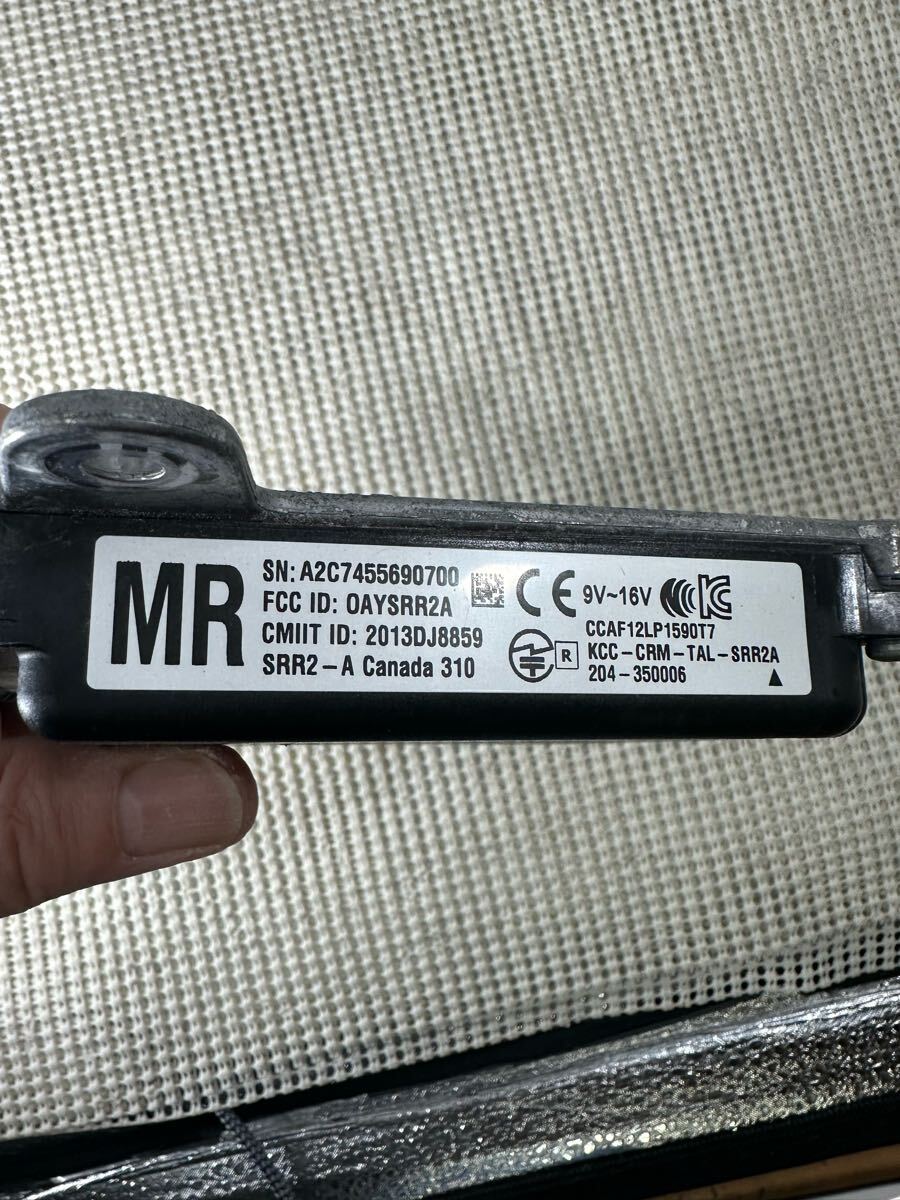 MR
SN: A2C7455690700
FCC ID: OAYSRR2A
CMIIT ID: 2013DJ8859
SRR2-A Canada 310
CE 9V~16V KC
CCAF12LP1590T7
R KCC-CRM-TAL-SRR2A
204-350006